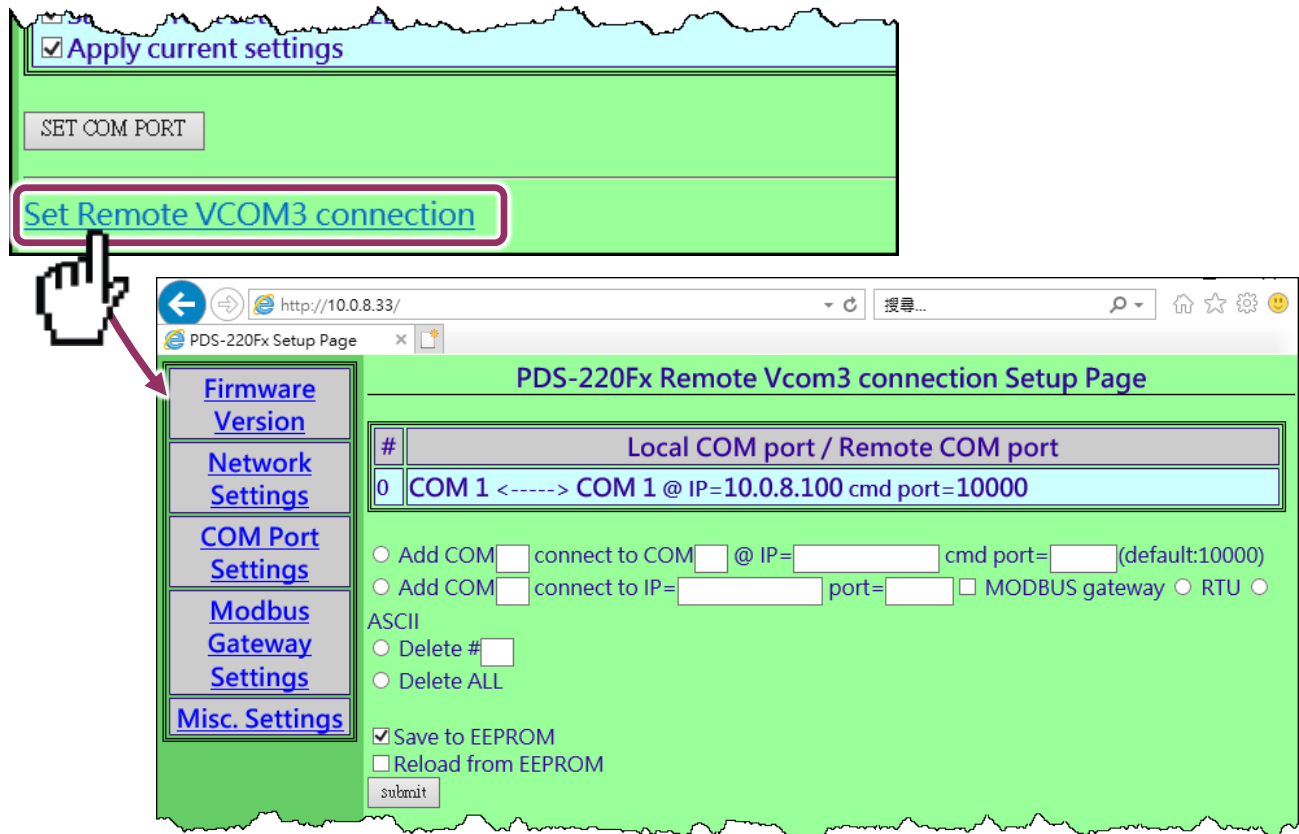 Apply current settings
SET COM PORT
Set Remote VCOM3 connection
http://10.0.8.33/
搜尋...
PDS-220Fx Setup Page
Firmware
Version
Network
Settings
COM Port
Settings
Modbus
Gateway
Settings
Misc. Settings
PDS-220Fx Remote Vcom3 connection Setup Page
# Local COM port / Remote COM port
0 COM 1 <-----> COM 1 @ IP=10.0.8.100 cmd port=10000
Add COM connect to COM @ IP= cmd port= (default:10000)
Add COM connect to IP= port= MODBUS gateway RTU
ASCII
Delete #
Delete ALL
Save to EEPROM
Reload from EEPROM
submit